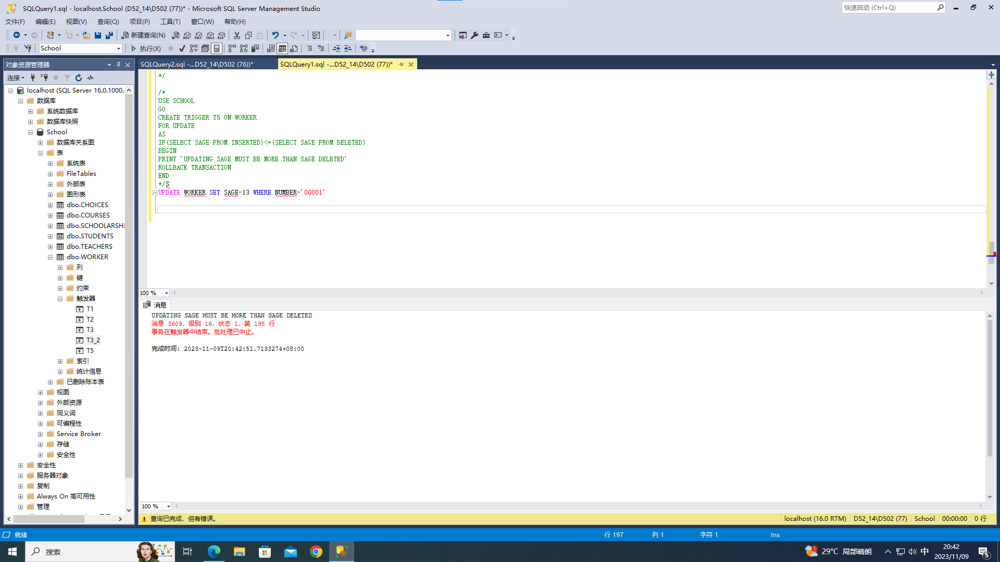 SQLQuery1.sql - localhost.School (D52_14\D502 (77))* - Microsoft SQL Server Management Studio
快速启动 (Ctrl+Q)
文件(F) 编辑(E) 视图(V) 查询(Q) 项目(P) 工具(T) 窗口(W) 帮助(H)
新建查询(N)
MDX DMX XMLA DAX
School
执行(X)
对象资源管理器
连接
localhost (SQL Server 16.0.1000.
数据库
系统数据库
数据库快照
School
数据库关系图
表
系统表
FileTables
外部表
图形表
dbo.CHOICES
dbo.COURSES
dbo.SCHOOLARSHI
dbo.STUDENTS
dbo.TEACHERS
dbo.WORKER
列
键
约束
触发器
T1
T2
T3
T3_2
T5
索引
统计信息
已删除账本表
视图
外部资源
同义词
可编程性
Service Broker
存储
安全性
安全性
服务器对象
复制
Always On 高可用性
管理
SQLQuery2.sql -...D52_14\D502 (76))*
SQLQuery1.sql -...D52_14\D502 (77))*
*/
/*
USE SCHOOL
GO
CREATE TRIGGER T5 ON WORKER
FOR UPDATE
AS
IF(SELECT SAGE FROM INSERTED)<=(SELECT SAGE FROM DELETED)
BEGIN
PRINT 'UPDATING SAGE MUST BE MORE THAN SAGE DELETED'
ROLLBACK TRANSACTION
END
*/S
UPDATE WORKER SET SAGE=13 WHERE NUMBER='00001'
100 %
消息
UPDATING SAGE MUST BE MORE THAN SAGE DELETED
消息 3609，级别 16，状态 1，第 195 行
事务在触发器中结束。批处理已中止。
完成时间: 2023-11-09T20:42:51.7133274+08:00
100 %
查询已完成，但有错误。
localhost (16.0 RTM) D52_14\D502 (77) School 00:00:00 0 行
就绪
行 197 列 1 字符 1 Ins
搜索
1
29°C 局部晴朗
中
20:42
2023/11/09
5